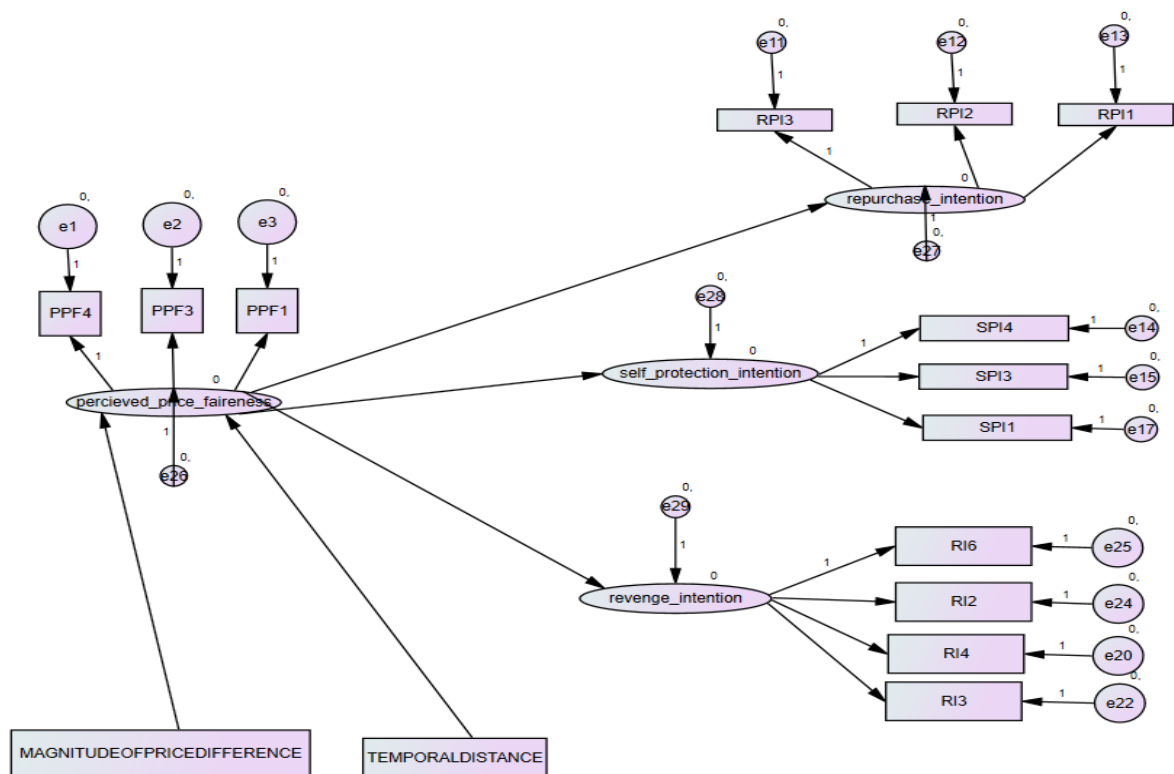 0,
0,
0,
e11
e12
e13
1
1
1
RPI3
RPI2
RPI1
1
0
repurchase_intention
1
0,
e27
0,
0,
0,
e1
e2
e3
1
1
1
PPF4
PPF3
PPF1
1
0
percieved_price_faireness
1
0,
e26
0,
e28
1
0
self_protection_intention
1
SPI4
1
0,
e14
SPI3
1
0,
e15
SPI1
1
0,
e17
0,
e29
1
0
revenge_intention
1
RI6
1
0,
e25
RI2
1
0,
e24
RI4
1
0,
e20
RI3
1
0,
e22
MAGNITUDEOFPRICEDIFFERENCE
TEMPORALDISTANCE